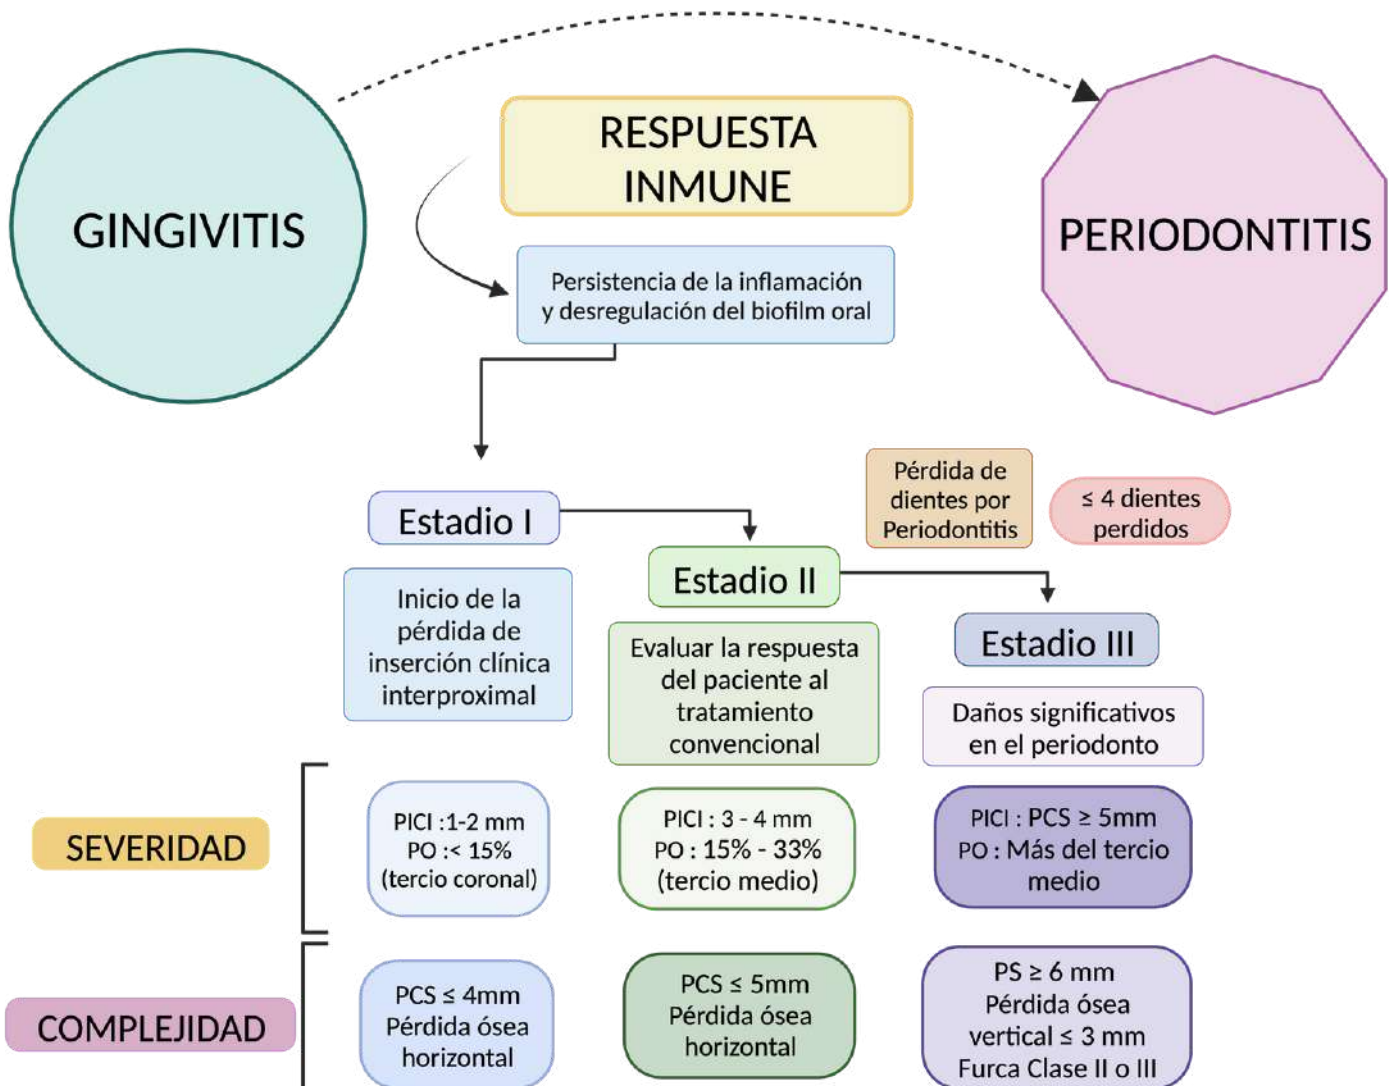 GINGIVITIS
RESPUESTA
INMUNE
PERIODONTITIS
Persistencia de la inflamación
y desregulación del biofilm oral
Estadio I
Inicio de la
pérdida de
inserción clínica
interproximal
Estadio II
Evaluar la respuesta
del paciente al
tratamiento
convencional
Pérdida de
dientes por
Periodontitis
≤ 4 dientes
perdidos
Estadio III
Daños significativos
en el periodonto
SEVERIDAD
PICI :1-2 mm
PO :< 15%
(tercio coronal)
PICI : 3 - 4 mm
PO : 15% - 33%
(tercio medio)
PICI : PCS ≥ 5mm
PO : Más del tercio
medio
COMPLEJIDAD
PCS ≤ 4mm
Pérdida ósea
horizontal
PCS ≤ 5mm
Pérdida ósea
horizontal
PS ≥ 6 mm
Pérdida ósea
vertical ≤ 3 mm
Furca Clase II o III